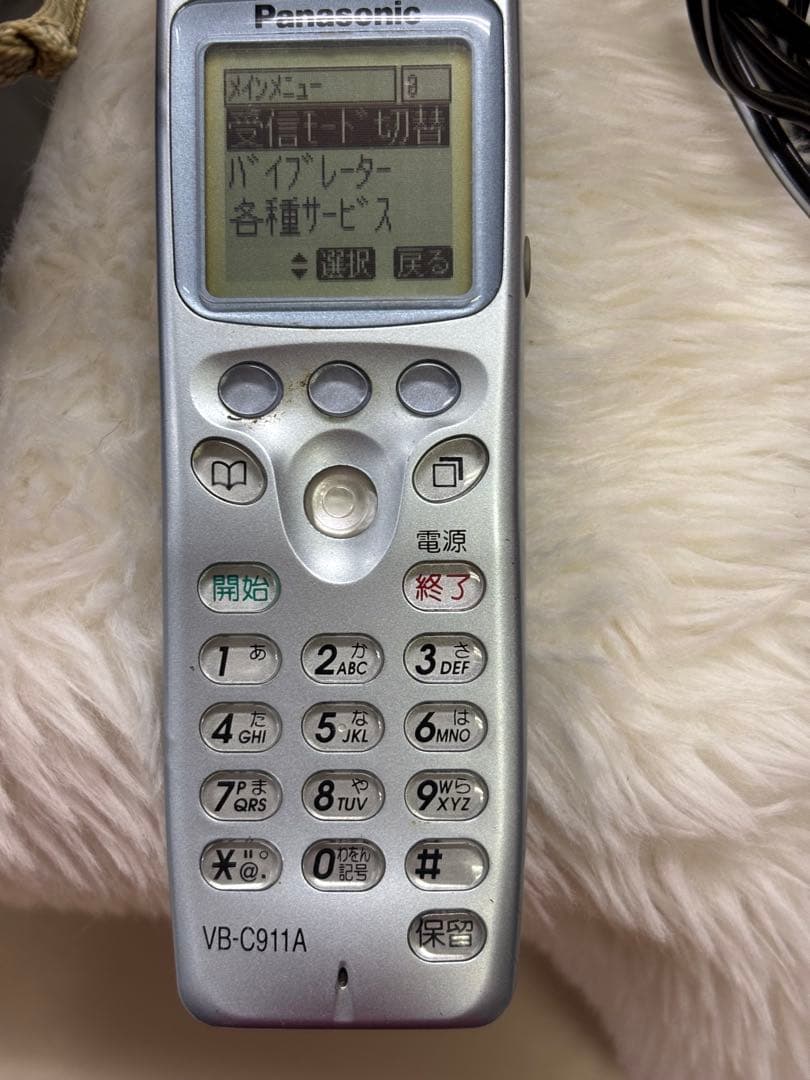 Panasonic
メインメニュー a
受信モード切替
バイブレーター
各種サービス
選択 戻る
電源
開始 終了
1 あ 2 か ABC 3 さ DEF
4 た GHI 5 な JKL 6 は MNO
7 ま PQRS 8 や TUV 9 ら WXYZ
* ゛゜ @. 0 わをん 記号 #
VB-C911A 保留